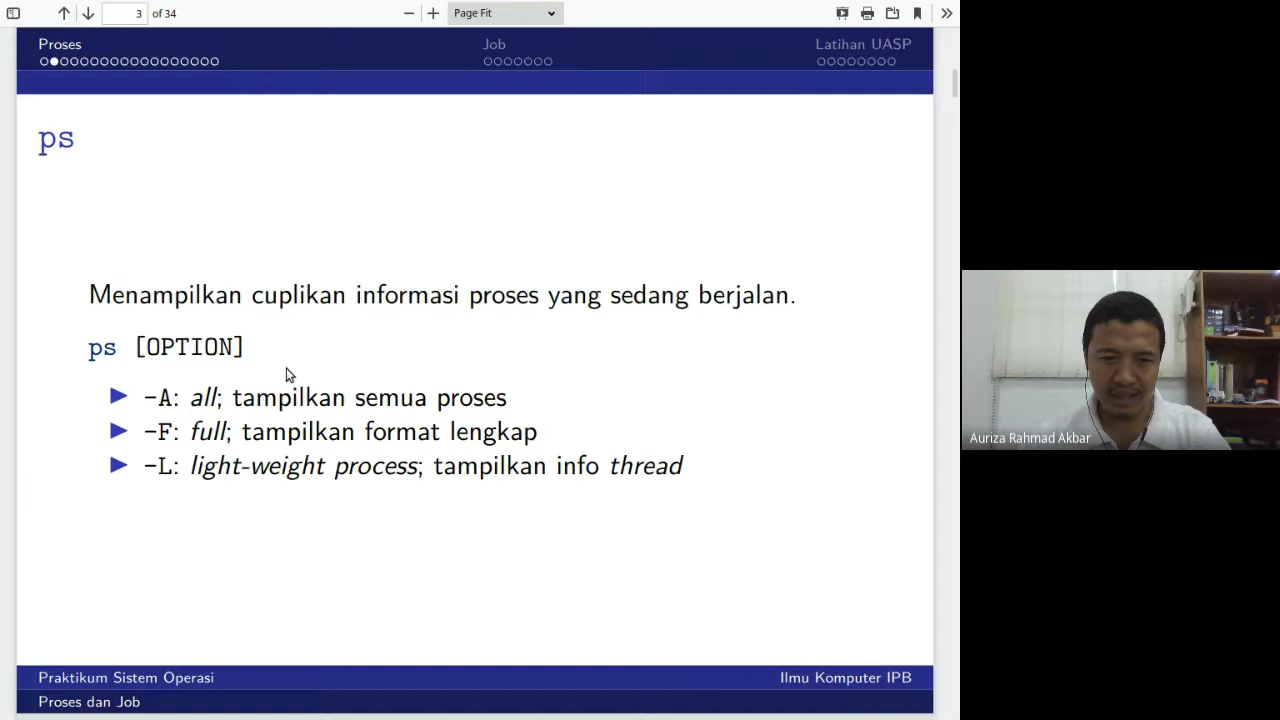 3 of 34
Page Fit
Proses
Job
Latihan UASP
ps
Menampilkan cuplikan informasi proses yang sedang berjalan.
ps [OPTION]
-A: all; tampilkan semua proses
-F: full; tampilkan format lengkap
-L: light-weight process; tampilkan info thread
Auriza Rahmad Akbar
Praktikum Sistem Operasi
Ilmu Komputer IPB
Proses dan Job